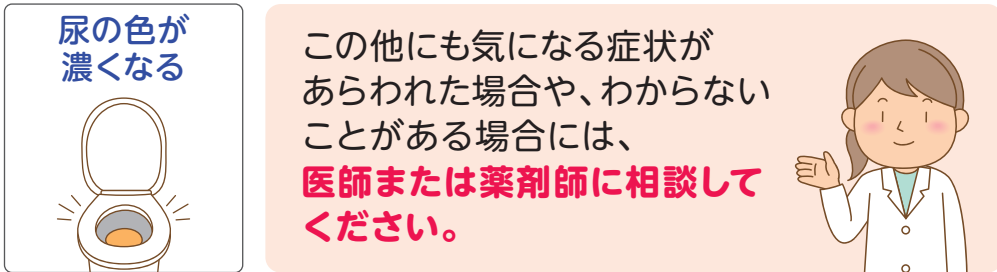 尿の色が
濃くなる
この他にも気になる症状が
あらわれた場合や、わからない
ことがある場合には、
医師または薬剤師に相談して
ください。